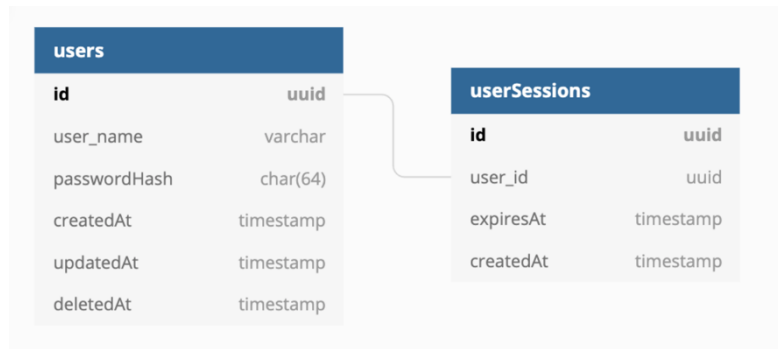 users
id uuid
user_name varchar
passwordHash char(64)
createdAt timestamp
updatedAt timestamp
deletedAt timestamp
userSessions
id uuid
user_id uuid
expiresAt timestamp
createdAt timestamp